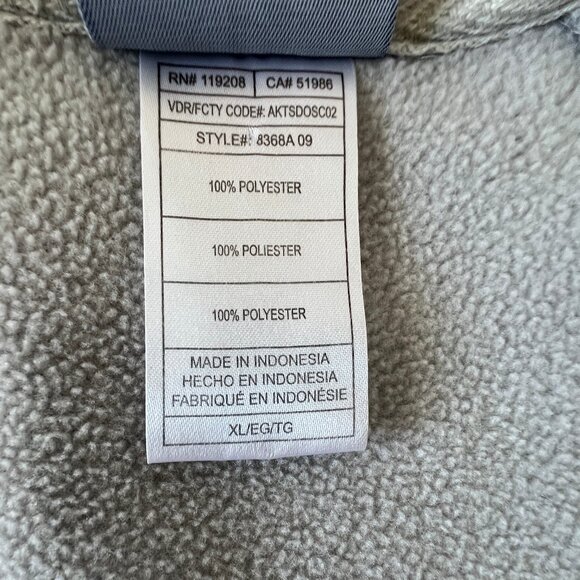 RN# 119208 CA# 51986
VDR/FCTY CODE#: AKTSDOSC02
STYLE#: 8368A 09
100% POLYESTER
100% POLIESTER
100% POLYESTER
MADE IN INDONESIA
HECHO EN INDONESIA
FABRIQUÉ EN INDONÉSIE
XL/EG/TG